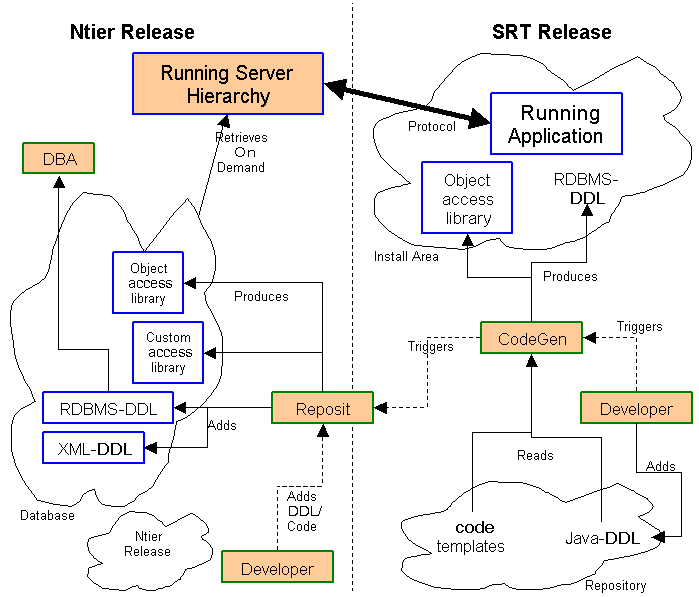 Ntier Release
SRT Release
Running Server
Hierarchy
Running
Application
Protocol
Retrieves
On
Demand
DBA
Object
access
library
RDBMS-
DDL
Install Area
Object
access
library
Produces
Produces
Custom
access
library
CodeGen
Triggers
Triggers
RDBMS-DDL
Reposit
Developer
Adds
XML-DDL
Reads
Adds
Database
Adds
DDL/
Code
Ntier
Release
code
templates
Java-DDL
Developer
Repository